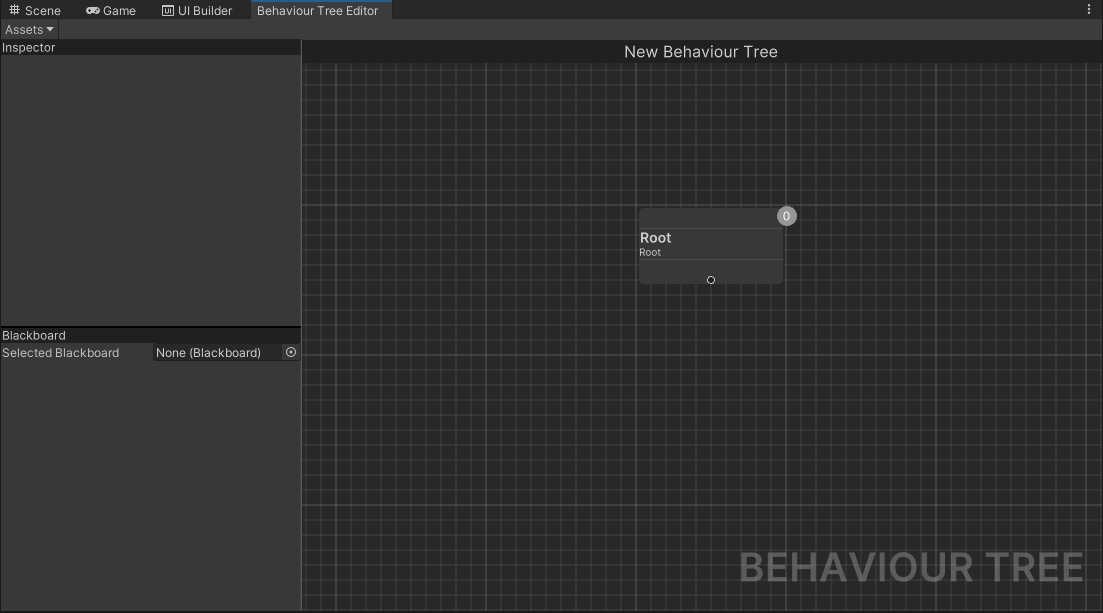 Scene Game UI Builder Behaviour Tree Editor
Assets
Inspector
New Behaviour Tree
0
Root
Root
Blackboard
Selected Blackboard None (Blackboard)
BEHAVIOUR TREE